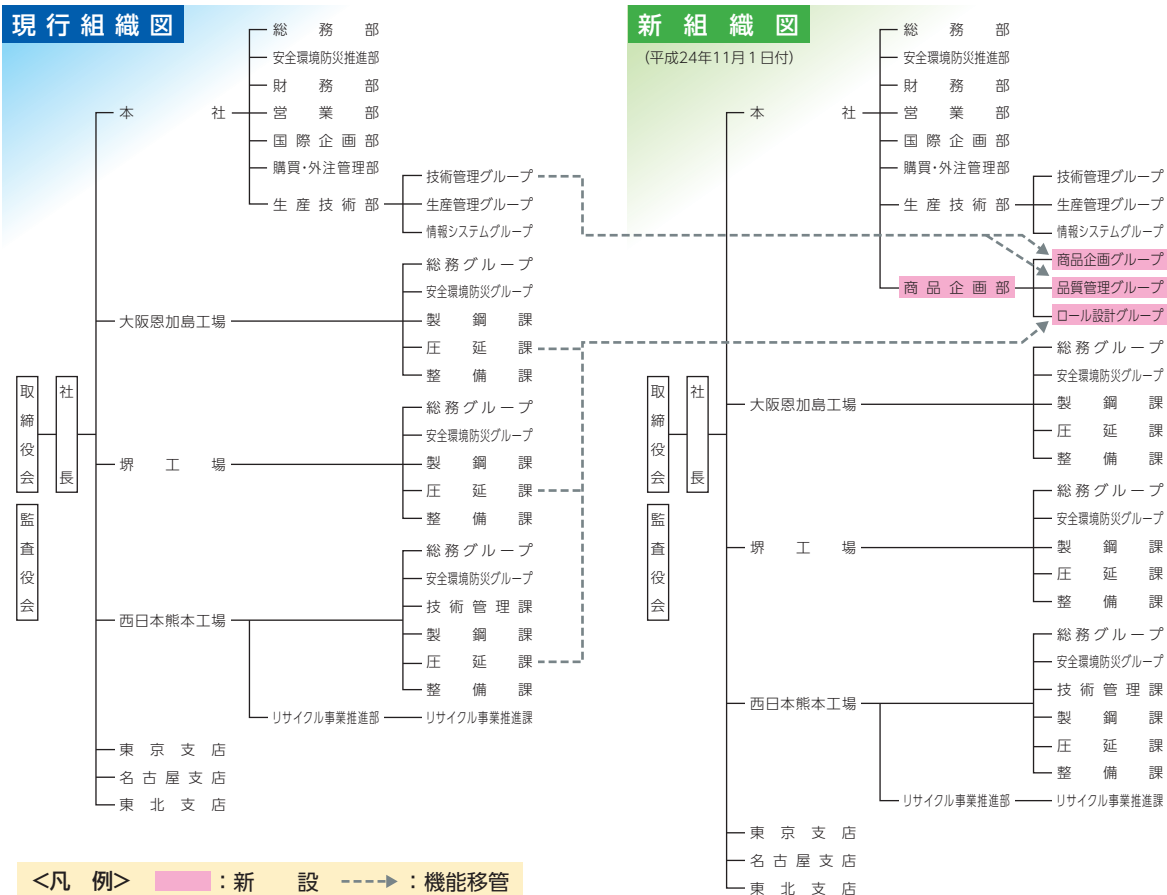 現行組織図
総務部
安全環境防災推進部
財務部
本社
営業部
国際企画部
購買・外注管理部
生産技術部
技術管理グループ
生産管理グループ
情報システムグループ
大阪恩加島工場
総務グループ
安全環境防災グループ
製鋼課
圧延課
整備課
取締役会
社長
監査役会
堺工場
総務グループ
安全環境防災グループ
製鋼課
圧延課
整備課
西日本熊本工場
総務グループ
安全環境防災グループ
技術管理課
製鋼課
圧延課
整備課
リサイクル事業推進部
リサイクル事業推進課
東京支店
名古屋支店
東北支店
新組織図
(平成24年11月1日付)
総務部
安全環境防災推進部
財務部
本社
営業部
国際企画部
購買・外注管理部
生産技術部
技術管理グループ
生産管理グループ
情報システムグループ
商品企画部
商品企画グループ
品質管理グループ
ロール設計グループ
大阪恩加島工場
総務グループ
安全環境防災グループ
製鋼課
圧延課
整備課
取締役会
社長
監査役会
堺工場
総務グループ
安全環境防災グループ
製鋼課
圧延課
整備課
西日本熊本工場
総務グループ
安全環境防災グループ
技術管理課
製鋼課
圧延課
整備課
リサイクル事業推進部
リサイクル事業推進課
東京支店
名古屋支店
東北支店
<凡例> :新設 :機能移管